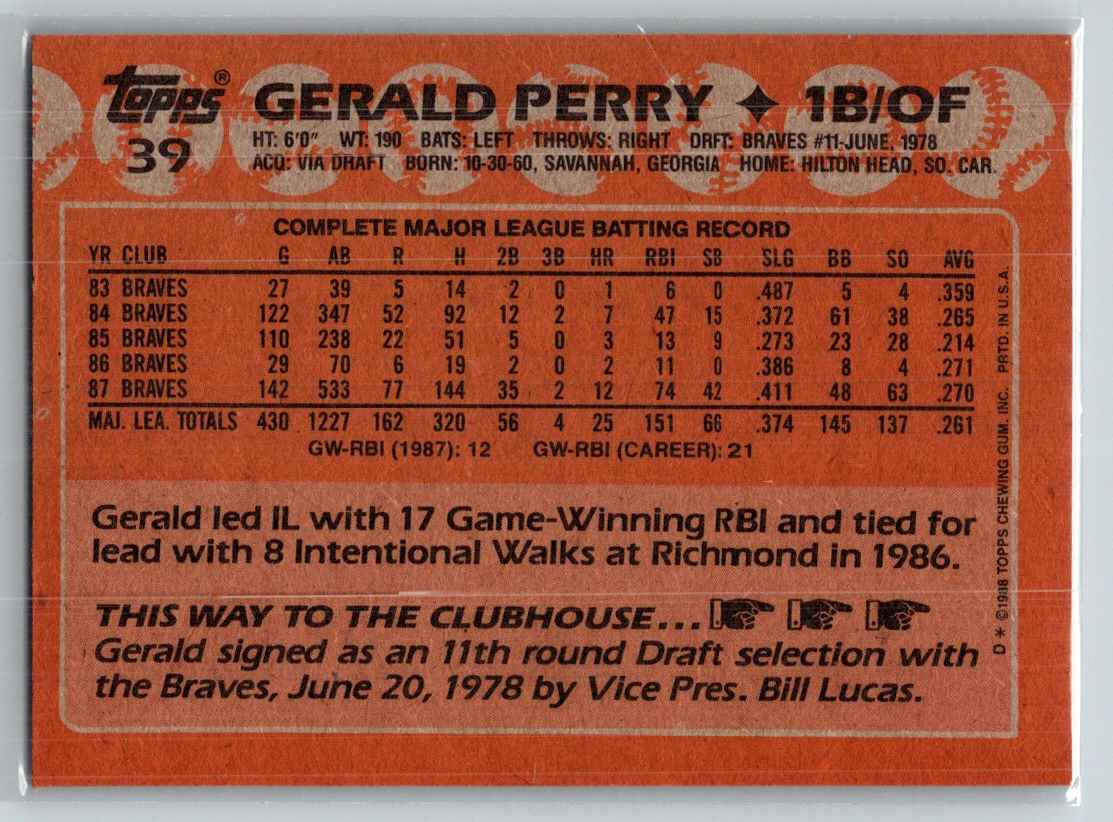 Topps® GERALD PERRY ✦ 1B/OF
39
HT: 6'0" WT: 190 BATS: LEFT THROWS: RIGHT DRFT: BRAVES #11-JUNE, 1978
ACQ: VIA DRAFT BORN: 10-30-60, SAVANNAH, GEORGIA HOME: HILTON HEAD, SO. CAR.
COMPLETE MAJOR LEAGUE BATTING RECORD
YR CLUB G AB R H 2B 3B HR RBI SB SLG BB SO AVG
83 BRAVES 27 39 5 14 2 0 1 6 0 .487 5 4 .359
84 BRAVES 122 347 52 92 12 2 7 47 15 .372 61 38 .265
85 BRAVES 110 238 22 51 5 0 3 13 9 .273 23 28 .214
86 BRAVES 29 70 6 19 2 0 2 11 0 .386 8 4 .271
87 BRAVES 142 533 77 144 35 2 12 74 42 .411 48 63 .270
MAJ. LEA. TOTALS 430 1227 162 320 56 4 25 151 66 .374 145 137 .261
GW-RBI (1987): 12 GW-RBI (CAREER): 21
Gerald led IL with 17 Game-Winning RBI and tied for
lead with 8 Intentional Walks at Richmond in 1986.
THIS WAY TO THE CLUBHOUSE...
Gerald signed as an 11th round Draft selection with
the Braves, June 20, 1978 by Vice Pres. Bill Lucas.
D * ©1988 TOPPS CHEWING GUM, INC. PRTD. IN U.S.A.